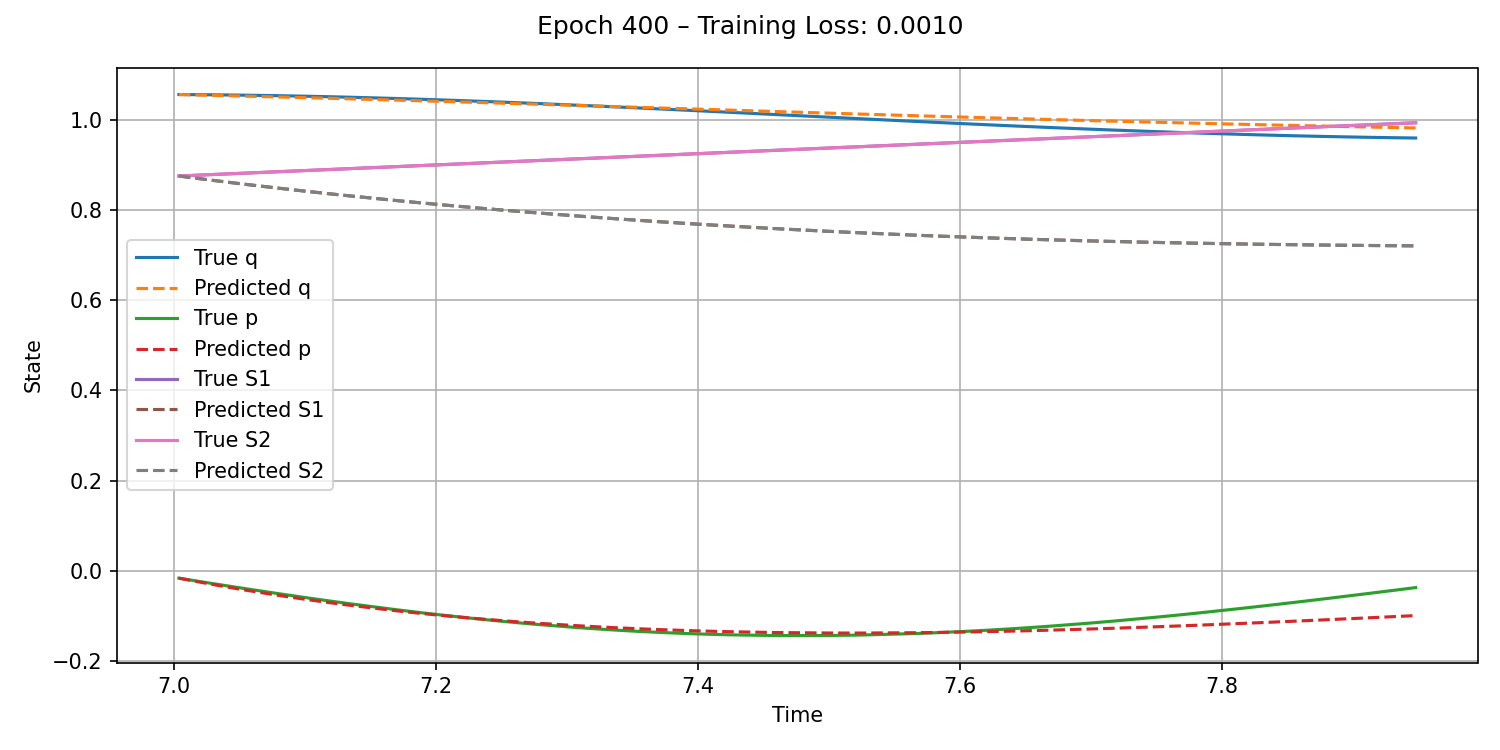 Epoch 400 – Training Loss: 0.0010
1.0
0.8
0.6
0.4
0.2
0.0
−0.2
State
True q
Predicted q
True p
Predicted p
True S1
Predicted S1
True S2
Predicted S2
7.0 7.2 7.4 7.6 7.8
Time